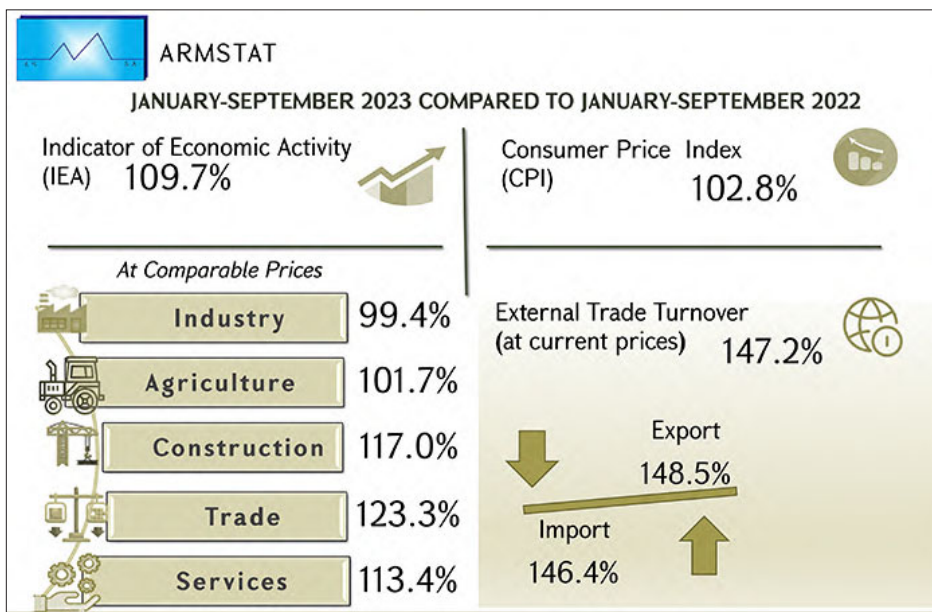 ARMSTAT
JANUARY-SEPTEMBER 2023 COMPARED TO JANUARY-SEPTEMBER 2022
Indicator of Economic Activity
(IEA) 109.7%
Consumer Price Index
(CPI) 102.8%
At Comparable Prices
Industry 99.4%
Agriculture 101.7%
Construction 117.0%
Trade 123.3%
Services 113.4%
External Trade Turnover
(at current prices) 147.2%
Export
148.5%
Import
146.4%